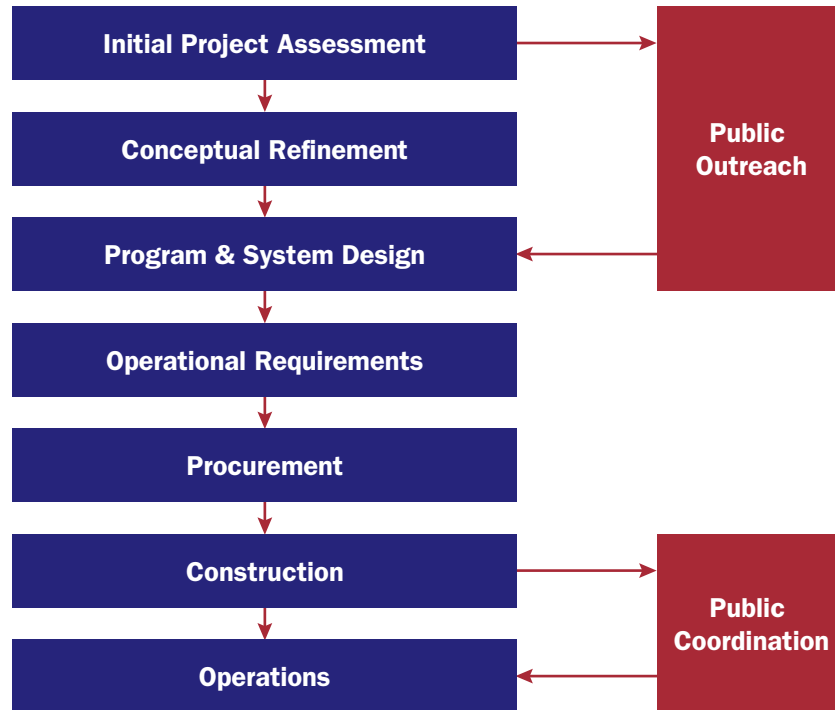 Initial Project Assessment
Public
Outreach
Conceptual Refinement
Program & System Design
Operational Requirements
Procurement
Construction
Public
Coordination
Operations